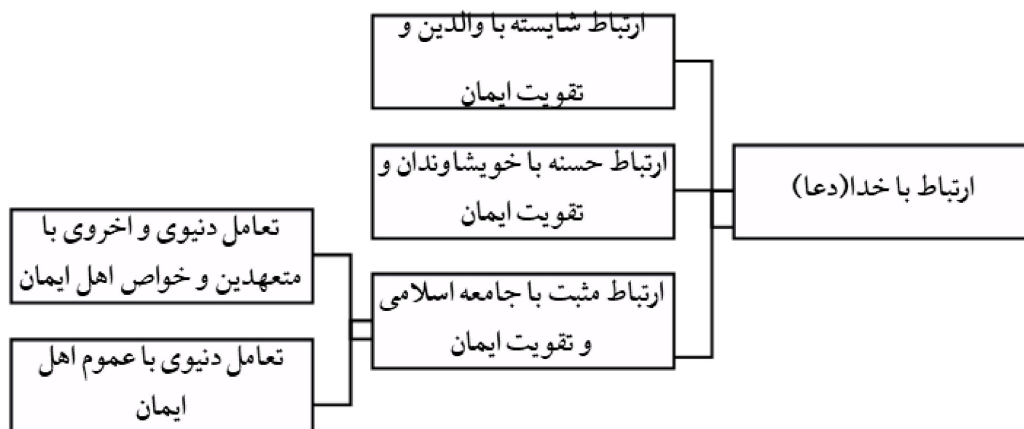 ارتباط با خدا(دعا)
ارتباط شایسته با والدین و
تقویت ایمان
ارتباط حسنه با خویشاوندان و
تقویت ایمان
ارتباط مثبت با جامعه اسلامی
و تقویت ایمان
تعامل دنیوی و اخروی با
متعهدین و خواص اهل ایمان
تعامل دنیوی با عموم اهل
ایمان